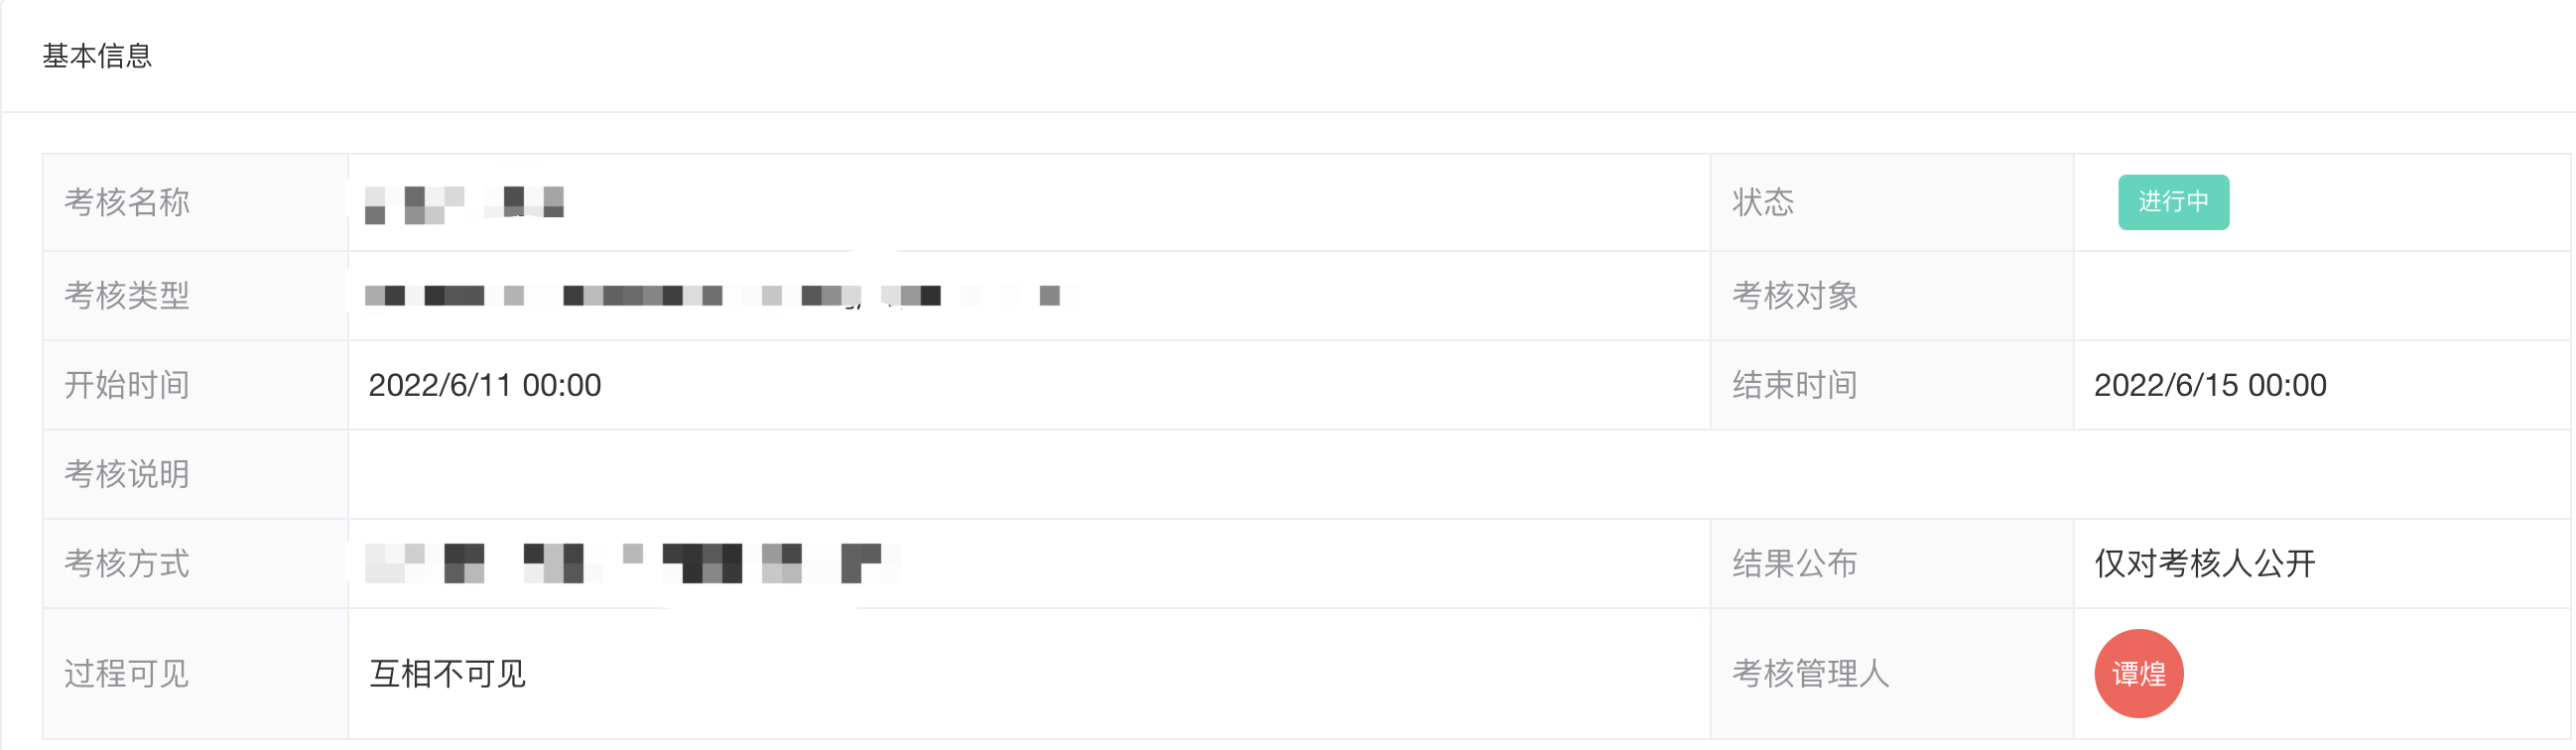 基本信息
考核名称 状态 进行中
考核类型 考核对象
开始时间 2022/6/11 00:00 结束时间 2022/6/15 00:00
考核说明
考核方式 结果公布 仅对考核人公开
过程可见 互相不可见 考核管理人 谭煌